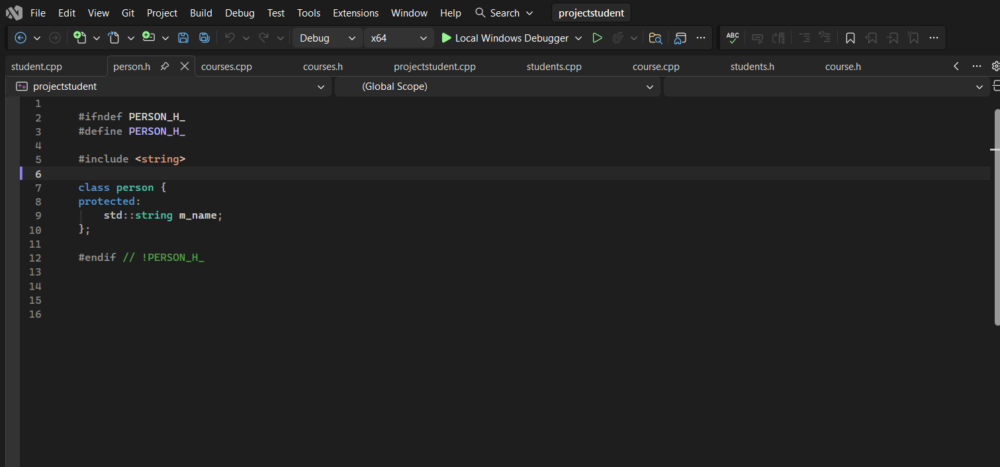 File Edit View Git Project Build Debug Test Tools Extensions Window Help Search projectstudent
Debug x64 Local Windows Debugger ABC
student.cpp person.h courses.cpp courses.h projectstudent.cpp students.cpp course.cpp students.h course.h
projectstudent (Global Scope)
1
2 #ifndef PERSON_H_
3 #define PERSON_H_
4
5 #include <string>
6
7 class person {
8 protected:
9 std::string m_name;
10 };
11
12 #endif // !PERSON_H_
13
14
15
16